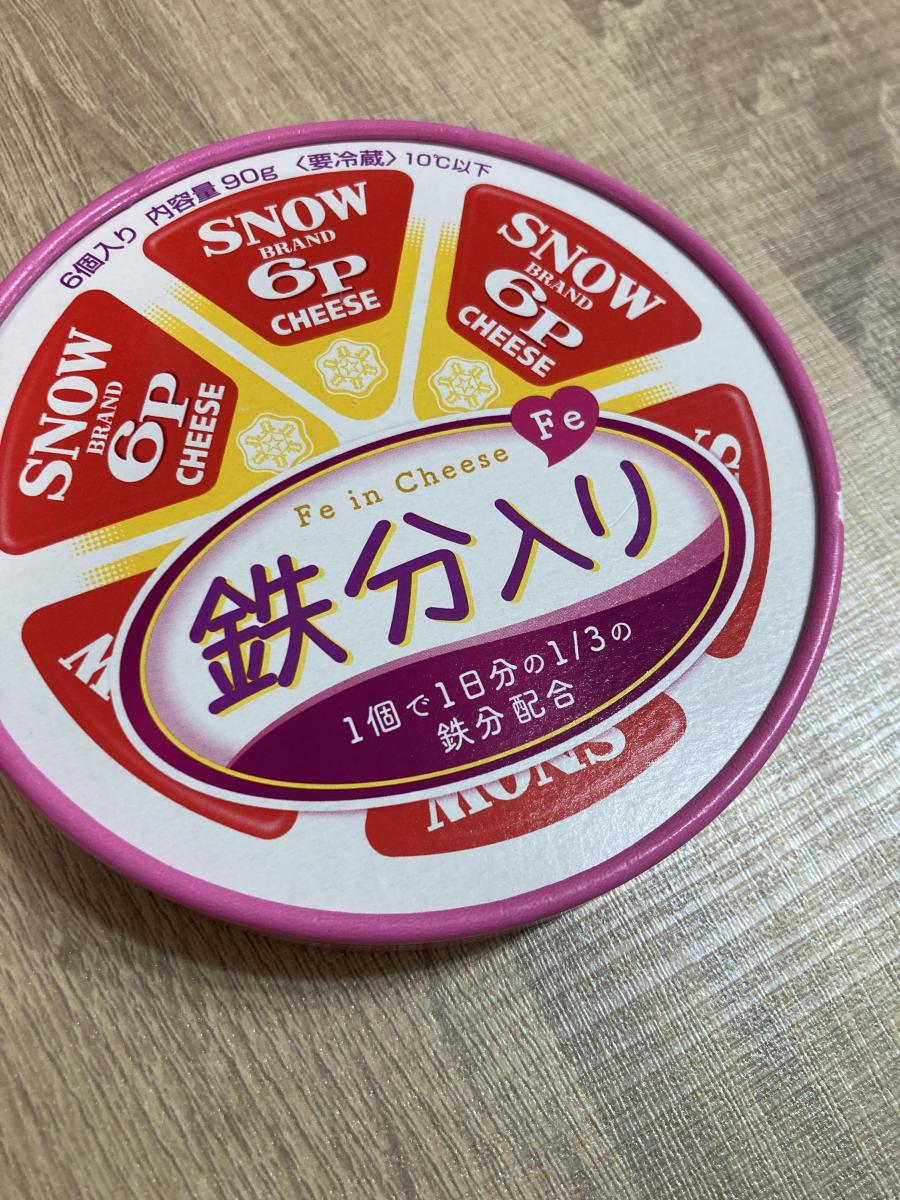 6個入り 内容量90g 〈要冷蔵〉10℃以下
SNOW
BRAND
6P
CHEESE
SNOW
BRAND
6P
CHEESE
SNOW
BRAND
6P
CHEESE
Fe
Fe in Cheese
鉄分入り
1個で1日分の1/3の
鉄分配合
SNOW